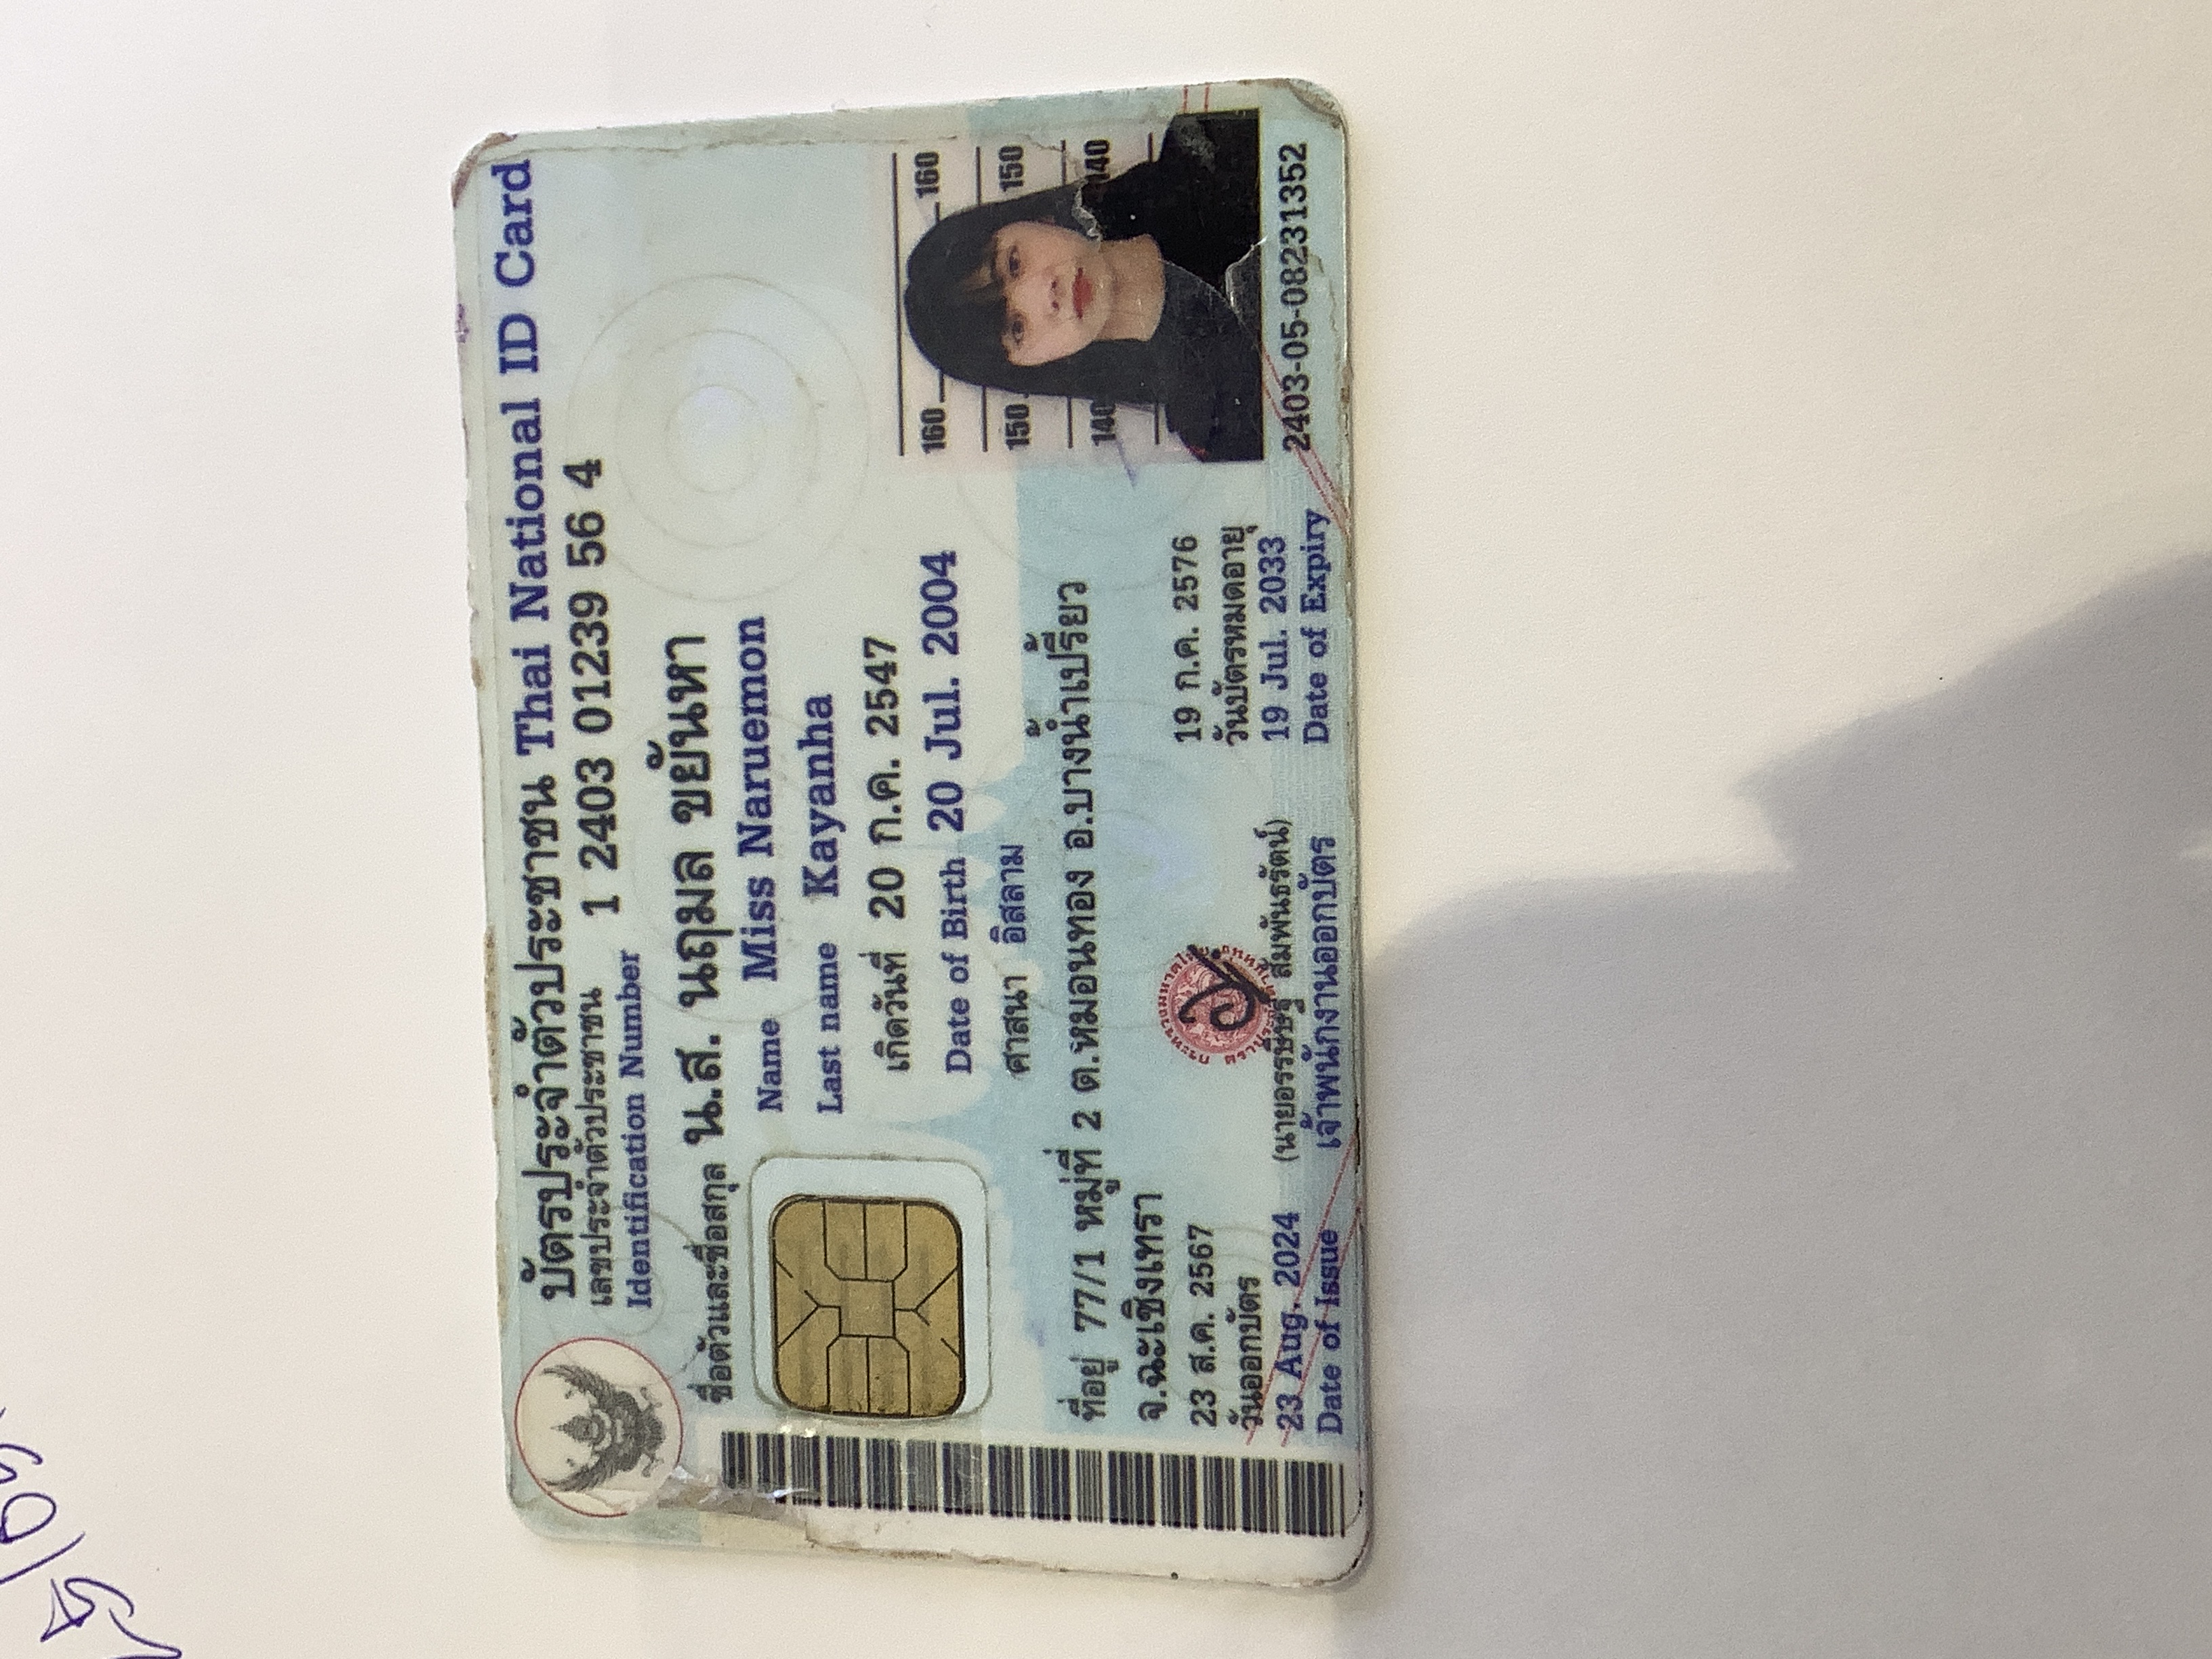 บัตรประจำตัวประชาชน Thai National ID Card
เลขประจำตัวประชาชน 1 2403 01239 56 4
Identification Number
ชื่อตัวและชื่อสกุล น.ส. นฤมล ขยันหา
Name Miss Naruemon
Last name Kayanha
เกิดวันที่ 20 ก.ค. 2547
Date of Birth 20 Jul. 2004
ศาสนา อิสลาม
ที่อยู่ 77/1 หมู่ที่ 2 ต.หมอนทอง อ.บางน้ำเปรี้ยว
จ.ฉะเชิงเทรา
23 ส.ค. 2567
วันออกบัตร
23 Aug. 2024
Date of Issue
(นายอรรษิษฐ์ สัมพันธรัตน์)
เจ้าพนักงานออกบัตร
19 ก.ค. 2576
วันบัตรหมดอายุ
19 Jul. 2033
Date of Expiry
160 160
150 150
140 140
2403-05-08231352